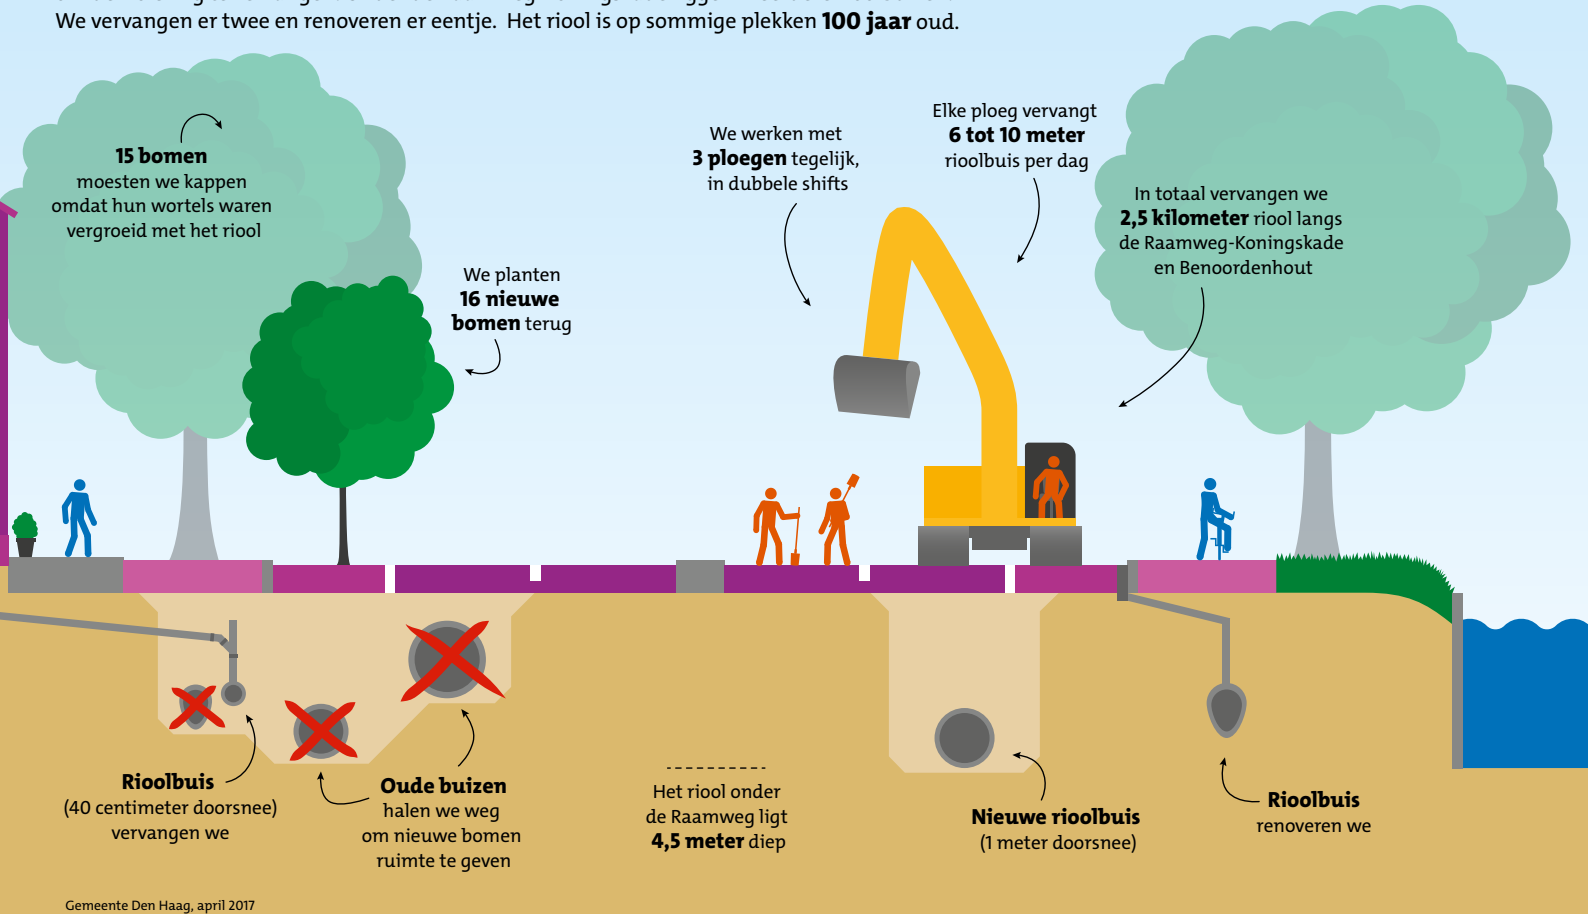 We vervangen er twee en renoveren er eentje. Het riool is op sommige plekken 100 jaar oud.
15 bomen
moesten we kappen
omdat hun wortels waren
vergroeid met het riool
We planten
16 nieuwe
bomen terug
We werken met
3 ploegen tegelijk,
in dubbele shifts
Elke ploeg vervangt
6 tot 10 meter
rioolbuis per dag
In totaal vervangen we
2,5 kilometer riool langs
de Raamweg-Koningskade
en Benoordenhout
Rioolbuis
(40 centimeter doorsnee)
vervangen we
Oude buizen
halen we weg
om nieuwe bomen
ruimte te geven
Het riool onder
de Raamweg ligt
4,5 meter diep
Nieuwe rioolbuis
(1 meter doorsnee)
Rioolbuis
renoveren we
Gemeente Den Haag, april 2017